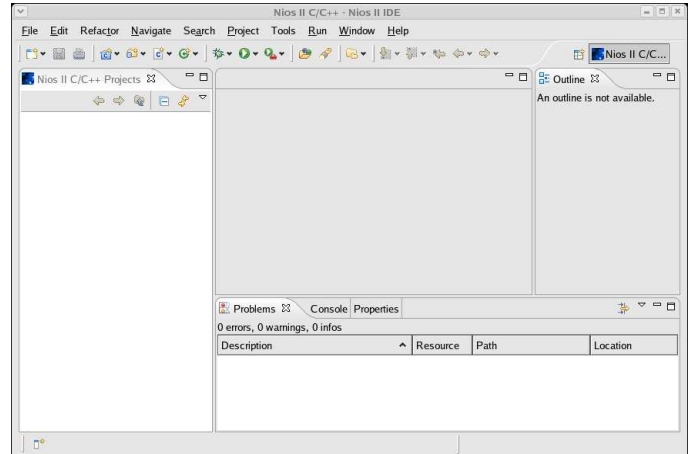 Nios II C/C++ - Nios II IDE
File Edit Refactor Navigate Search Project Tools Run Window Help
Nios II C/C...
Nios II C/C++ Projects
Outline
An outline is not available.
Problems Console Properties
0 errors, 0 warnings, 0 infos
Description Resource Path Location